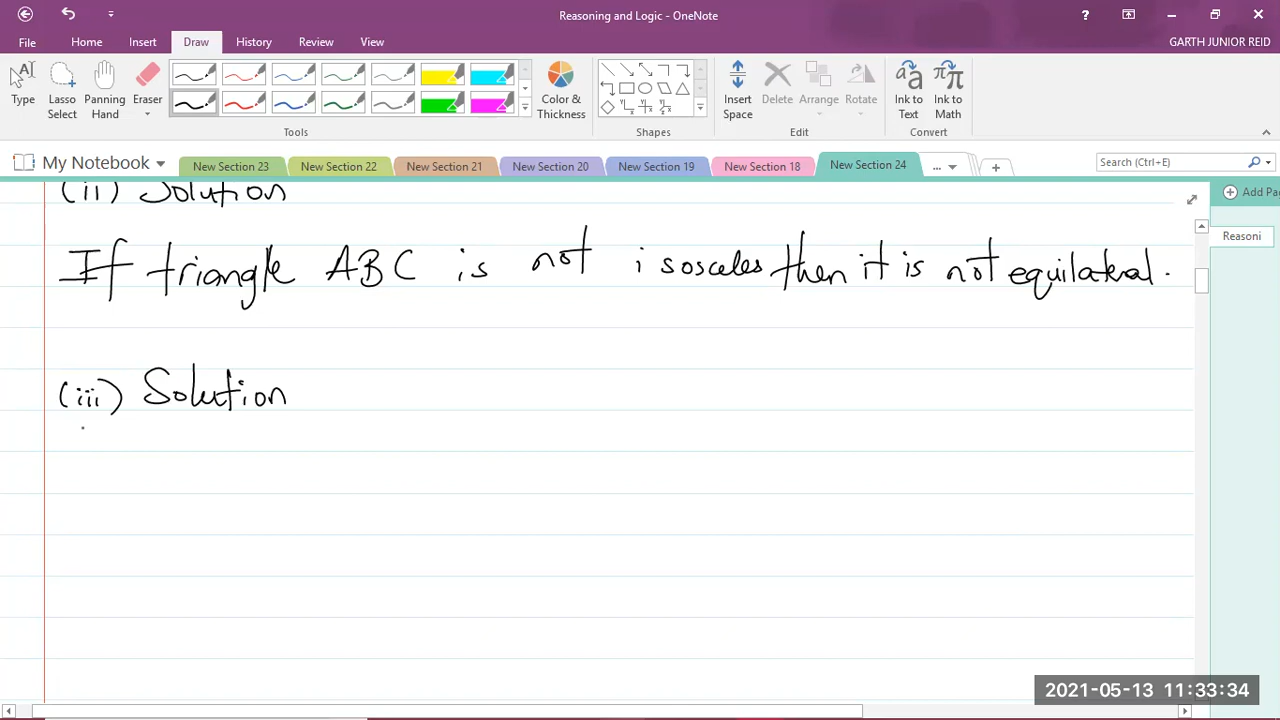 Reasoning and Logic - OneNote
File Home Insert Draw History Review View
GARTH JUNIOR REID
Type
Lasso Select
Panning Hand
Eraser
Color & Thickness
Insert Space
Delete
Arrange
Rotate
Ink to Text
Ink to Math
Tools
Shapes
Edit
Convert
My Notebook
New Section 23
New Section 22
New Section 21
New Section 20
New Section 19
New Section 18
New Section 24
...
Search (Ctrl+E)
Add Pa
Reasoni
(ii) Solution
If triangle ABC is not isosceles then it is not equilateral.
(iii) Solution
2021-05-13 11:33:34